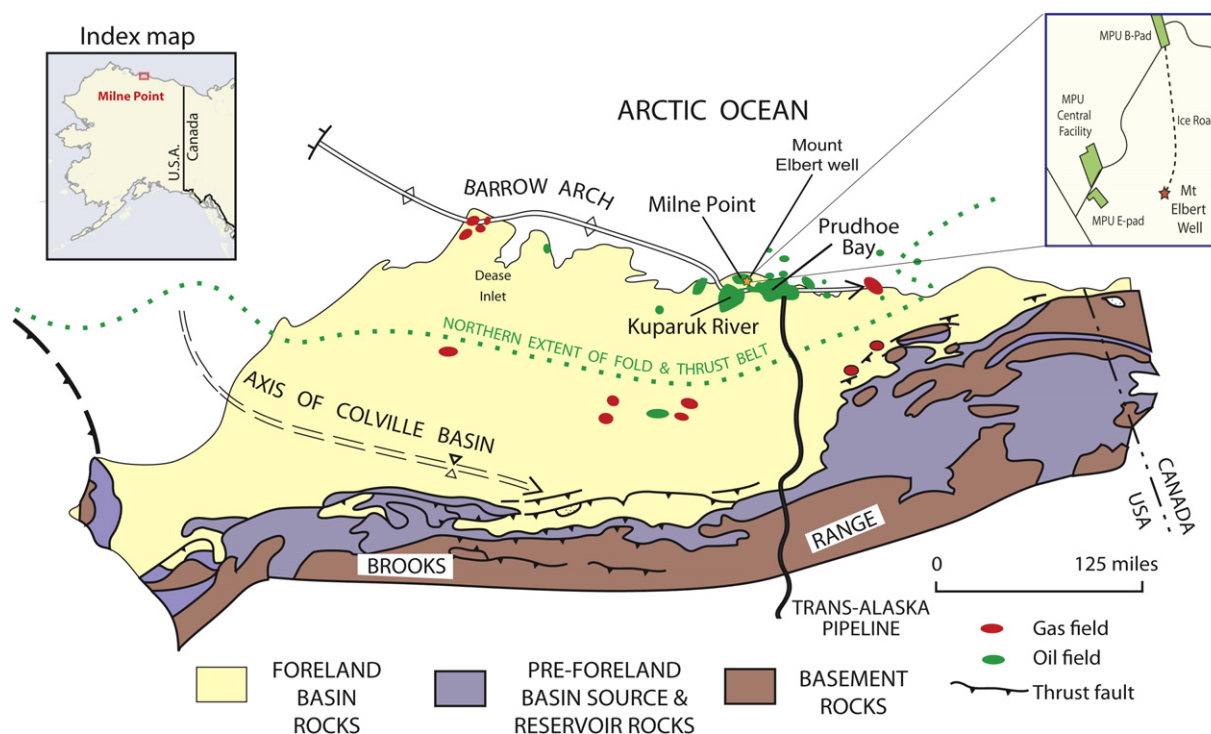 Index map
Milne Point
U.S.A.
Canada
ARCTIC OCEAN
BARROW ARCH
Milne Point
Mount
Elbert well
Prudhoe
Bay
Dease
Inlet
Kuparuk River
NORTHERN EXTENT OF FOLD & THRUST BELT
AXIS OF COLVILLE BASIN
BROOKS
RANGE
CANADA
USA
TRANS-ALASKA
PIPELINE
MPU B-Pad
MPU
Central
Facility
Ice Road
MPU E-pad
Mt
Elbert
Well
0 125 miles
Gas field
Oil field
Thrust fault
FORELAND
BASIN
ROCKS
PRE-FORELAND
BASIN SOURCE &
RESERVOIR ROCKS
BASEMENT
ROCKS